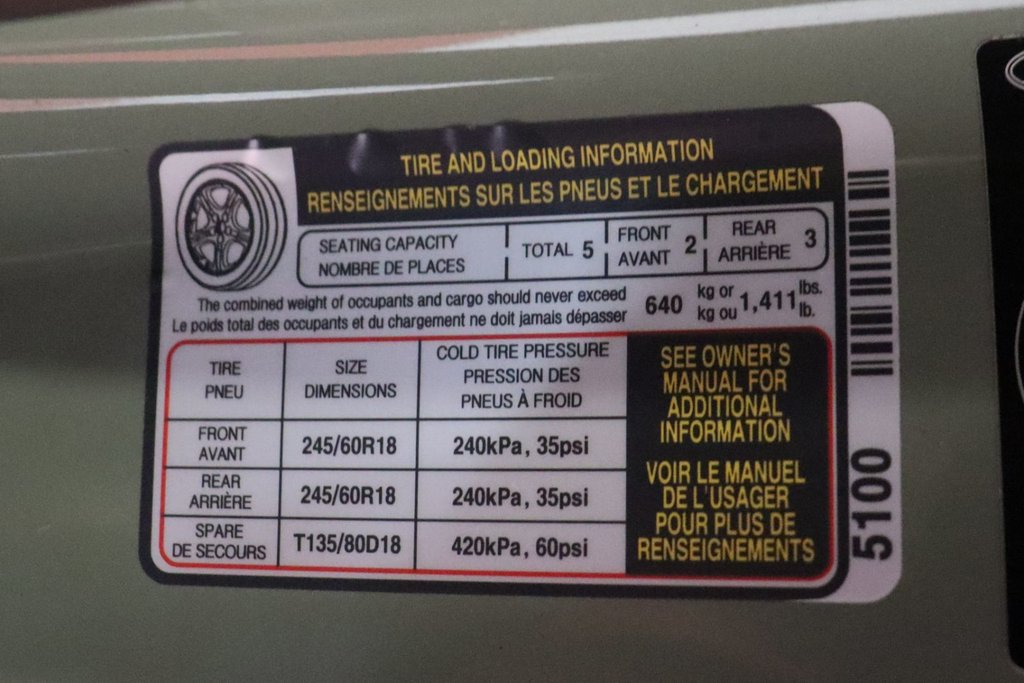 TIRE AND LOADING INFORMATION
RENSEIGNEMENTS SUR LES PNEUS ET LE CHARGEMENT
SEATING CAPACITY
NOMBRE DE PLACES
TOTAL 5
FRONT
AVANT 2
REAR
ARRIÈRE 3
The combined weight of occupants and cargo should never exceed
Le poids total des occupants et du chargement ne doit jamais dépasser
640 kg or 1,411 lbs.
kg ou lb.
TIRE
PNEU
SIZE
DIMENSIONS
COLD TIRE PRESSURE
PRESSION DES
PNEUS À FROID
FRONT
AVANT
245/60R18
240kPa, 35psi
REAR
ARRIÈRE
245/60R18
240kPa, 35psi
SPARE
DE SECOURS
T135/80D18
420kPa, 60psi
SEE OWNER'S
MANUAL FOR
ADDITIONAL
INFORMATION
VOIR LE MANUEL
DE L'USAGER
POUR PLUS DE
RENSEIGNEMENTS
5100